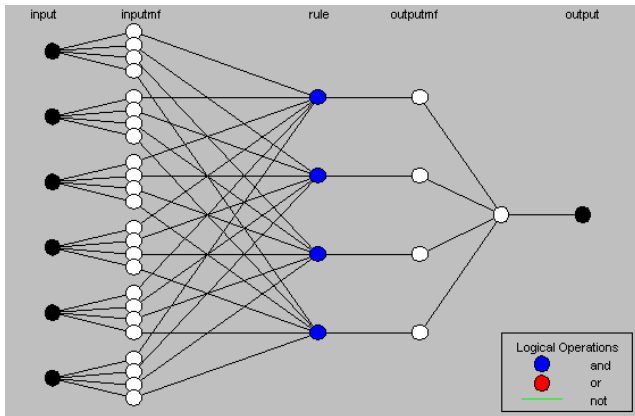 input inputmf rule outputmf output
Logical Operations
and
or
not